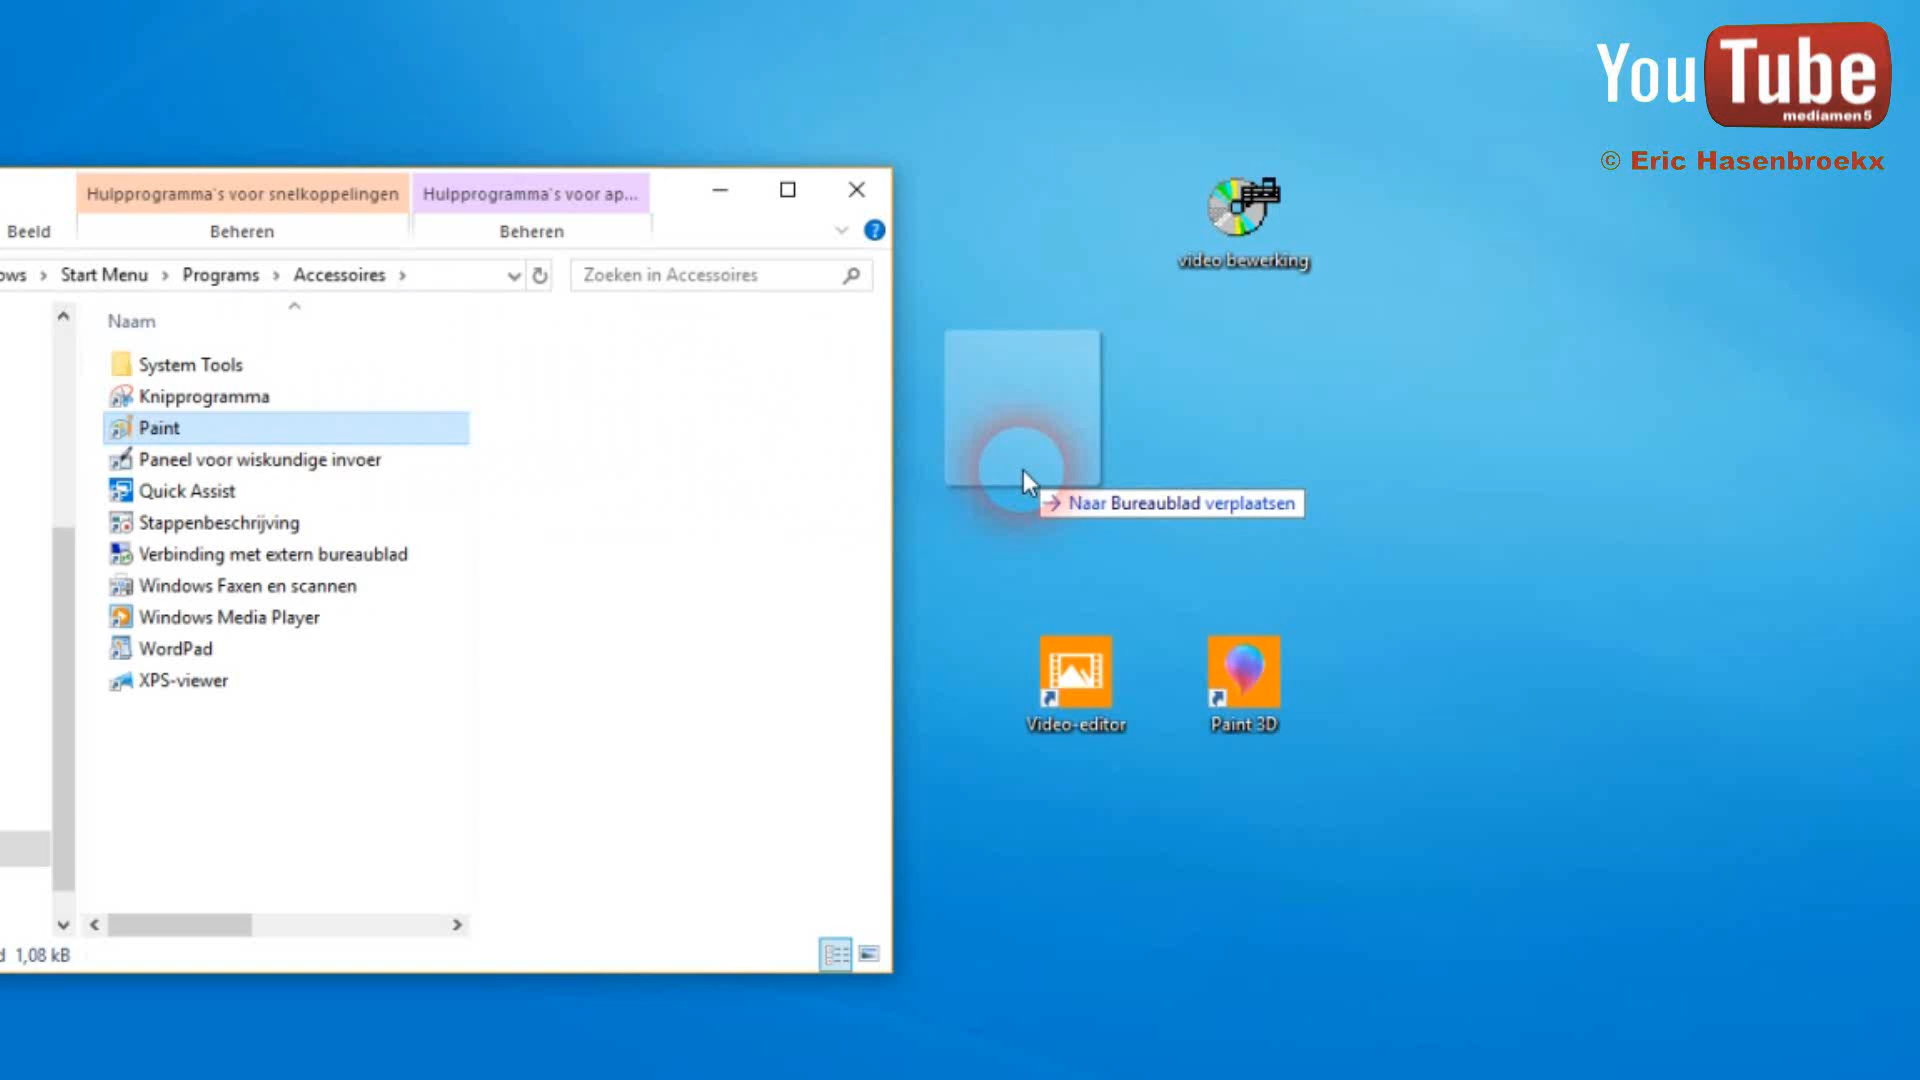 YouTube
mediamen5
© Eric Hasenbroekx
Hulpprogramma's voor snelkoppelingen
Hulpprogramma's voor ap...
Beeld
Beheren
Beheren
ows > Start Menu > Programs > Accessoires >
Zoeken in Accessoires
Naam
System Tools
Knipprogramma
Paint
Paneel voor wiskundige invoer
Quick Assist
Stappenbeschrijving
Verbinding met extern bureaublad
Windows Faxen en scannen
Windows Media Player
WordPad
XPS-viewer
d 1,08 kB
video bewerking
Naar Bureaublad verplaatsen
Video-editor
Paint 3D